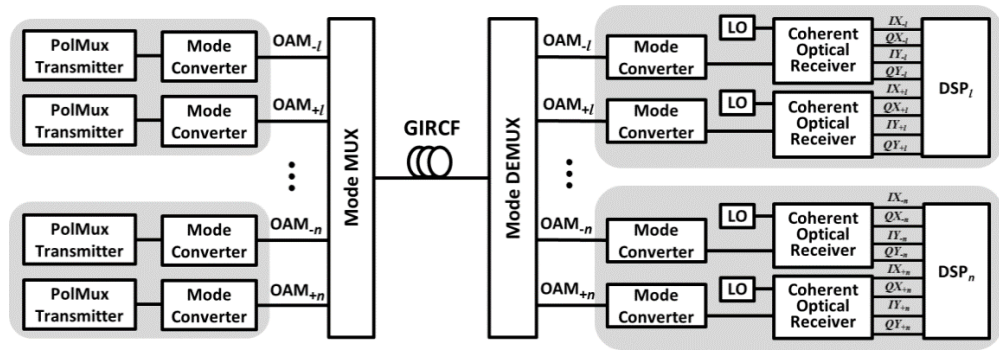 PolMux Transmitter
Mode Converter
OAM-l
PolMux Transmitter
Mode Converter
OAM+l
PolMux Transmitter
Mode Converter
OAM-n
PolMux Transmitter
Mode Converter
OAM+n
Mode MUX
GIRCF
Mode DEMUX
OAM-l
Mode Converter
LO
Coherent Optical Receiver
IX-l
QX-l
IY-l
QY-l
OAM+l
Mode Converter
LO
Coherent Optical Receiver
IX+l
QX+l
IY+l
QY+l
DSPl
OAM-n
Mode Converter
LO
Coherent Optical Receiver
IX-n
QX-n
IY-n
QY-n
OAM+n
Mode Converter
LO
Coherent Optical Receiver
IX+n
QX+n
IY+n
QY+n
DSPn